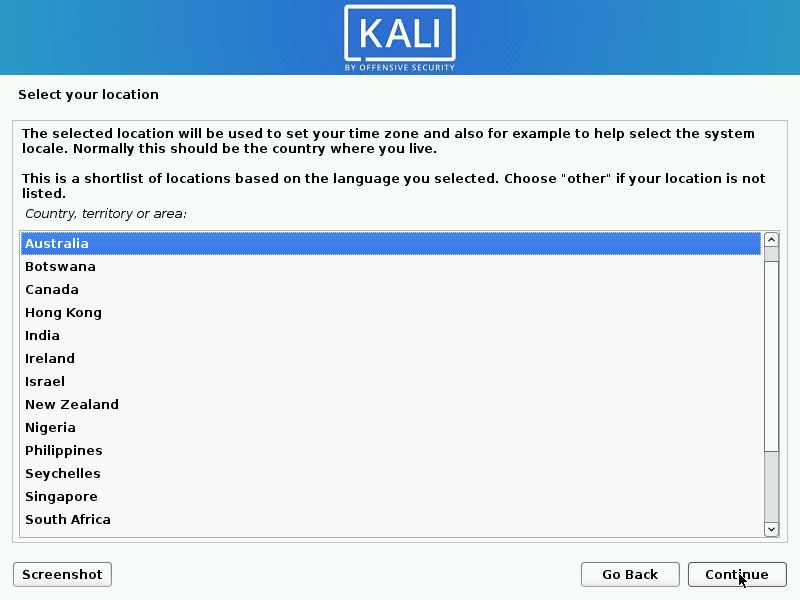 KALI
BY OFFENSIVE SECURITY
Select your location
The selected location will be used to set your time zone and also for example to help select the system
locale. Normally this should be the country where you live.
This is a shortlist of locations based on the language you selected. Choose "other" if your location is not
listed.
Country, territory or area:
Australia
Botswana
Canada
Hong Kong
India
Ireland
Israel
New Zealand
Nigeria
Philippines
Seychelles
Singapore
South Africa
Screenshot
Go Back
Continue